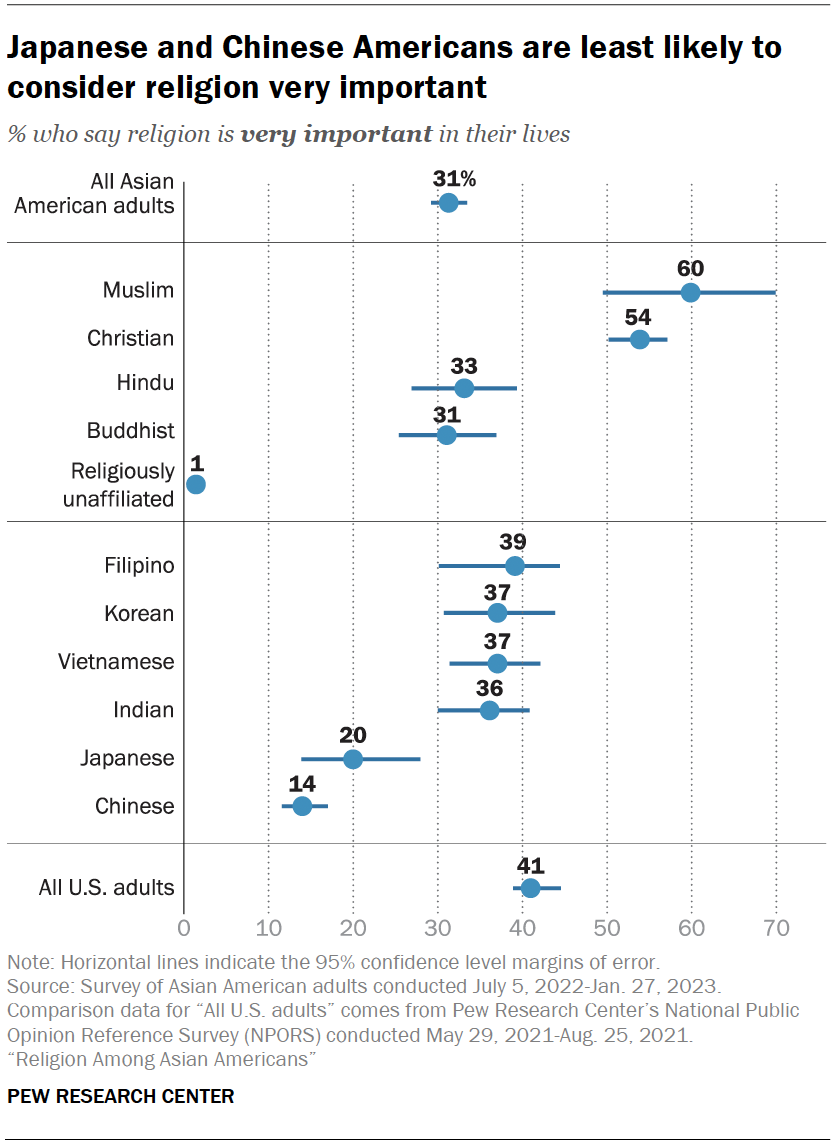 Japanese and Chinese Americans are least likely to
consider religion very important
% who say religion is very important in their lives
All Asian
American adults
31%
Muslim
60
Christian
54
Hindu
33
Buddhist
31
Religiously
unaffiliated
1
Filipino
39
Korean
37
Vietnamese
37
Indian
36
Japanese
20
Chinese
14
All U.S. adults
41
0 10 20 30 40 50 60 70
Note: Horizontal lines indicate the 95% confidence level margins of error.
Source: Survey of Asian American adults conducted July 5, 2022-Jan. 27, 2023.
Comparison data for “All U.S. adults” comes from Pew Research Center’s National Public
Opinion Reference Survey (NPORS) conducted May 29, 2021-Aug. 25, 2021.
“Religion Among Asian Americans”
PEW RESEARCH CENTER